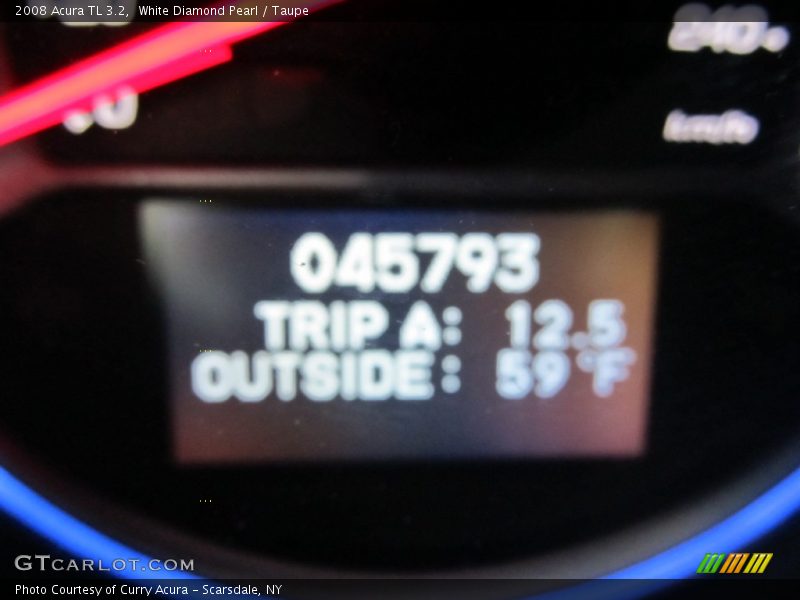 2008 Acura TL 3.2,  White Diamond Pearl / Taupe
240
0
km/h
045793
TRIP A: 12.5
OUTSIDE: 59°F
GTCARLOT.COM
Photo Courtesy of Curry Acura - Scarsdale, NY